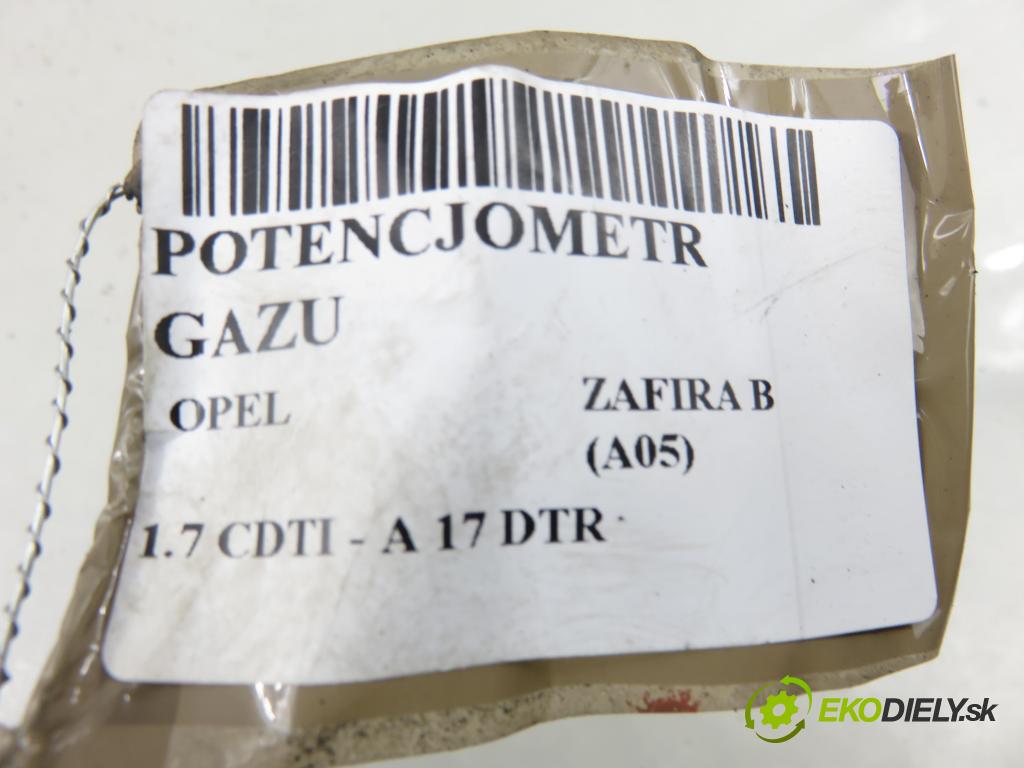 POTENCJOMETR
GAZU
OPEL
ZAFIRA B
(A05)
1.7 CDTI - A 17 DTR
EKODIELY.sk